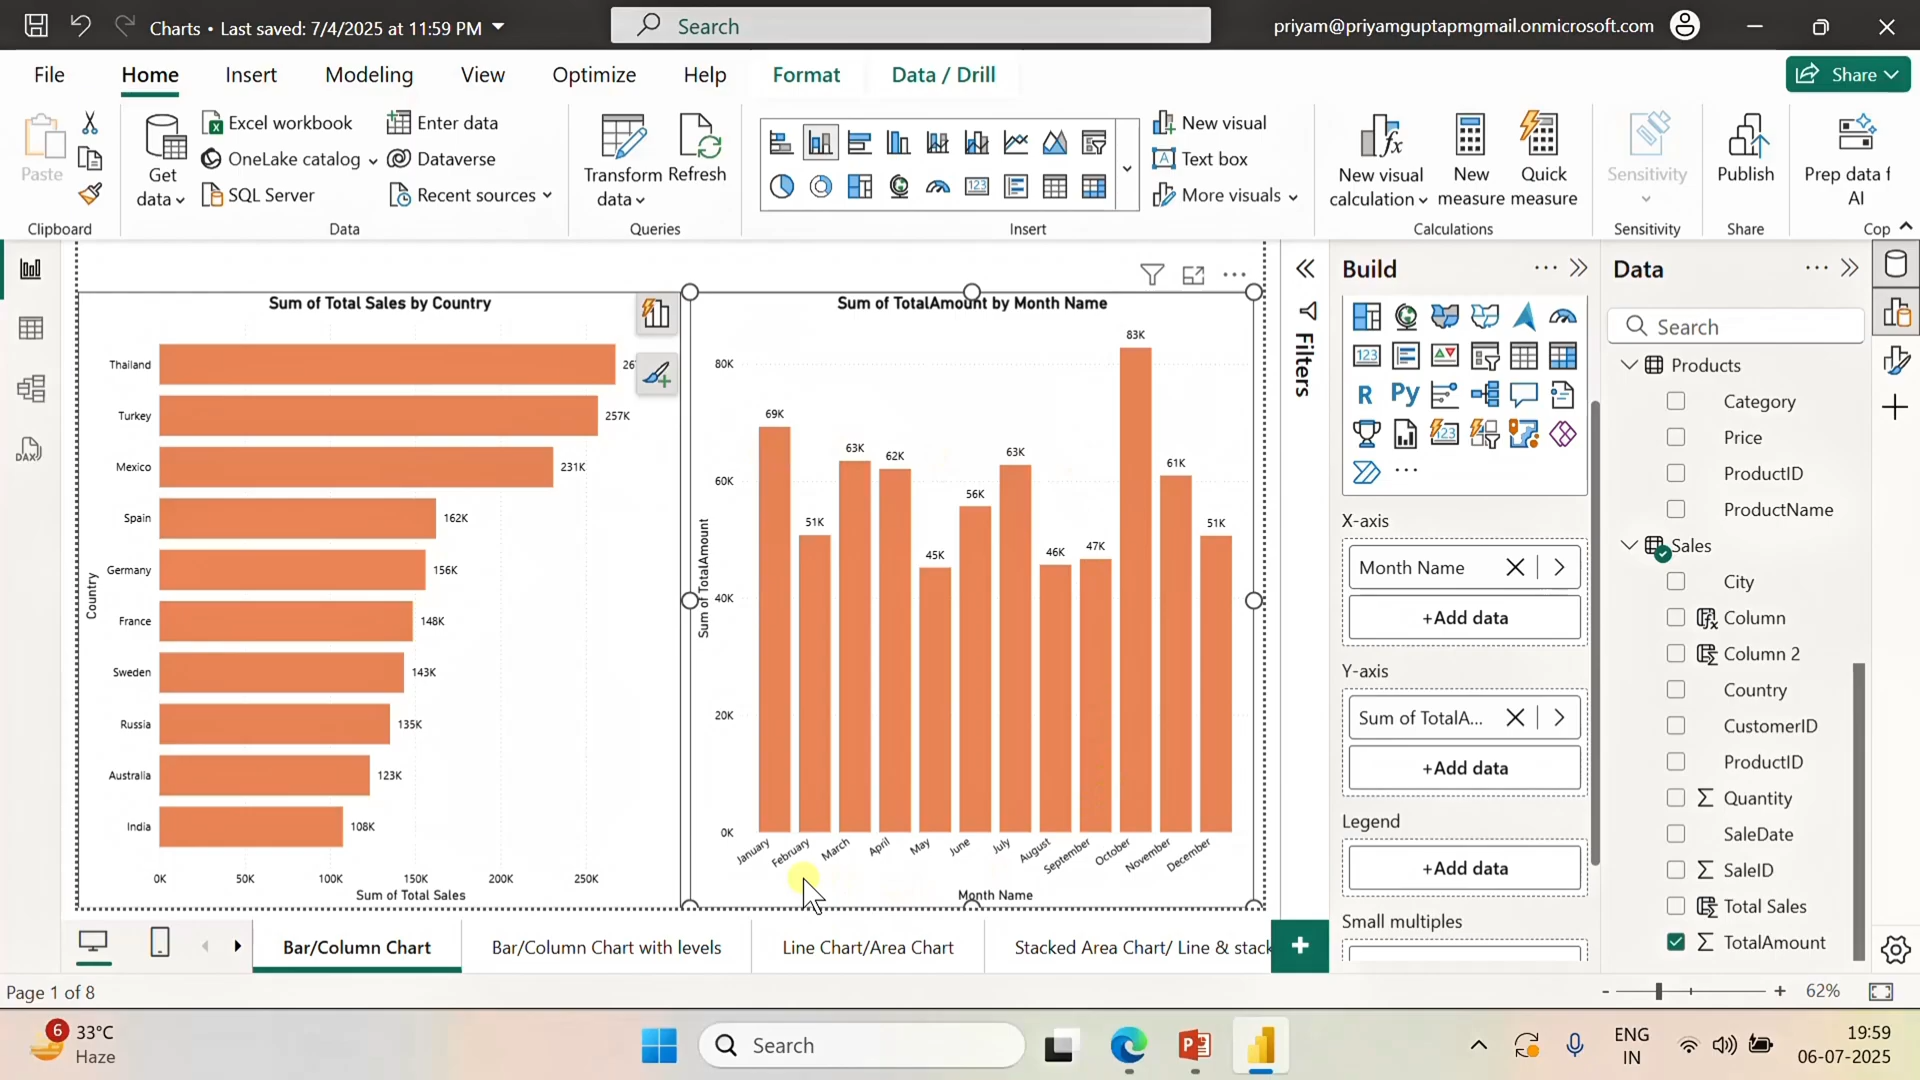 Charts • Last saved: 7/4/2025 at 11:59 PM
Search
priyam@priyamguptapmgmail.onmicrosoft.com
File
Home
Insert
Modeling
View
Optimize
Help
Format
Data / Drill
Share
Paste
Clipboard
Get data
Excel workbook
OneLake catalog
SQL Server
Enter data
Dataverse
Recent sources
Data
Transform data
Refresh
Queries
New visual
Text box
More visuals
Insert
New visual calculation
New measure
Quick measure
Calculations
Sensitivity
Sensitivity
Publish
Share
Prep data f
AI
Cop
Sum of Total Sales by Country
Country
Thailand
26
Turkey 257K
Mexico 231K
Spain 162K
Germany 156K
France 148K
Sweden 143K
Russia 135K
Australia 123K
India 108K
0K 50K 100K 150K 200K 250K
Sum of Total Sales
Sum of TotalAmount by Month Name
Sum of TotalAmount
80K
60K
40K
20K
0K
69K
51K
63K
62K
45K
56K
63K
46K
47K
83K
61K
51K
January February March April May June July August September October November December
Month Name
Filters
Build
X-axis
Month Name
+Add data
Y-axis
Sum of TotalA...
+Add data
Legend
+Add data
Small multiples
Data
Search
Products
Category
Price
ProductID
ProductName
Sales
City
Column
Column 2
Country
CustomerID
ProductID
Quantity
SaleDate
SaleID
Total Sales
TotalAmount
DAX
R
Py
123
123
123
Bar/Column Chart
Bar/Column Chart with levels
Line Chart/Area Chart
Stacked Area Chart/ Line & stack
Page 1 of 8
- + 62%
6
33°C
Haze
Search
ENG
IN
19:59
06-07-2025